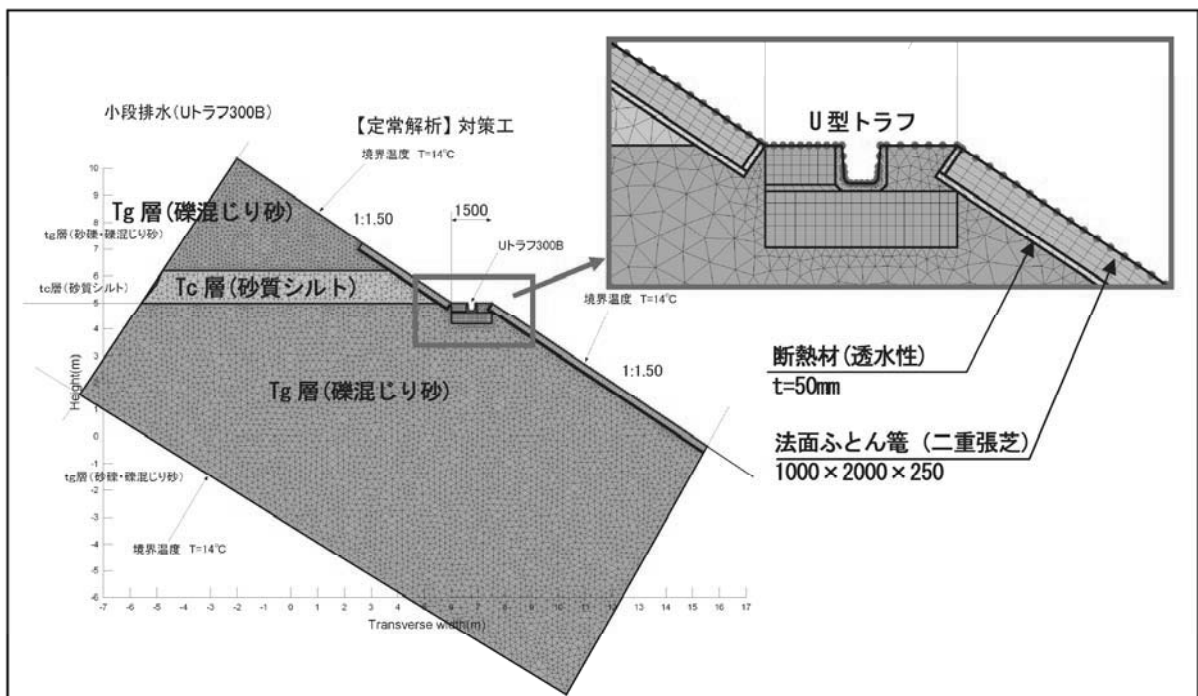 小段排水(Uトラフ300B)
【定常解析】対策工
境界温度 T=14℃
Tg 層(礫混じり砂)
tg層(砂礫・礫混じり砂)
1:1.50
1500
Uトラフ300B
Tc 層(砂質シルト)
tc層(砂質シルト)
境界温度 T=14℃
1:1.50
Tg 層(礫混じり砂)
tg層(砂礫・礫混じり砂)
境界温度 T=14℃
U型トラフ
断熱材(透水性)
t=50mm
法面ふとん篭 (二重張芝)
1000×2000×250
Height(m)
10
9
8
7
6
5
4
3
2
1
0
-1
-2
-3
-4
-5
-6
-7 -6 -5 -4 -3 -2 -1 0 1 2 3 4 5 6 7 8 9 10 11 12 13 14 15 16 17
Transverse width(m)